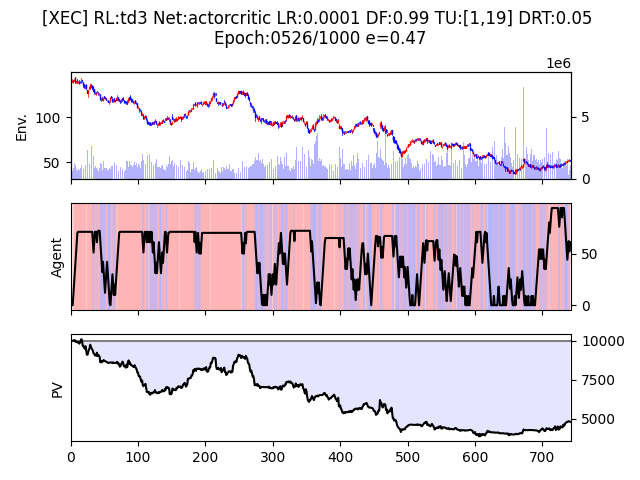 [XEC] RL:td3 Net:actorcritic LR:0.0001 DF:0.99 TU:[1,19] DRT:0.05
Epoch:0526/1000 e=0.47
1e6
Env.
100
50
5
0
Agent
50
0
PV
10000
7500
5000
0 100 200 300 400 500 600 700